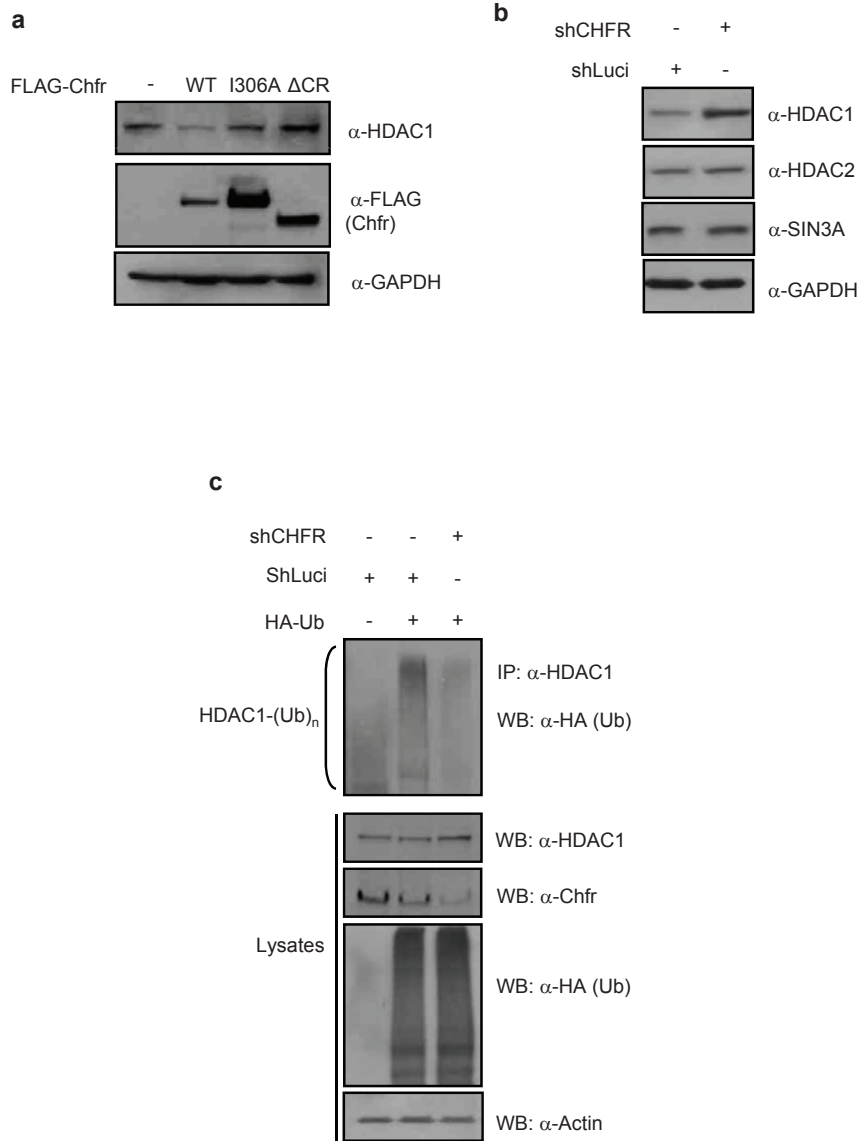 a
FLAG-Chfr - WT I306A ΔCR
α-HDAC1
α-FLAG
(Chfr)
α-GAPDH
b
shCHFR - +
shLuci + -
α-HDAC1
α-HDAC2
α-SIN3A
α-GAPDH
c
shCHFR - - +
ShLuci + + -
HA-Ub - + +
HDAC1-(Ub)n
IP: α-HDAC1
WB: α-HA (Ub)
Lysates
WB: α-HDAC1
WB: α-Chfr
WB: α-HA (Ub)
WB: α-Actin